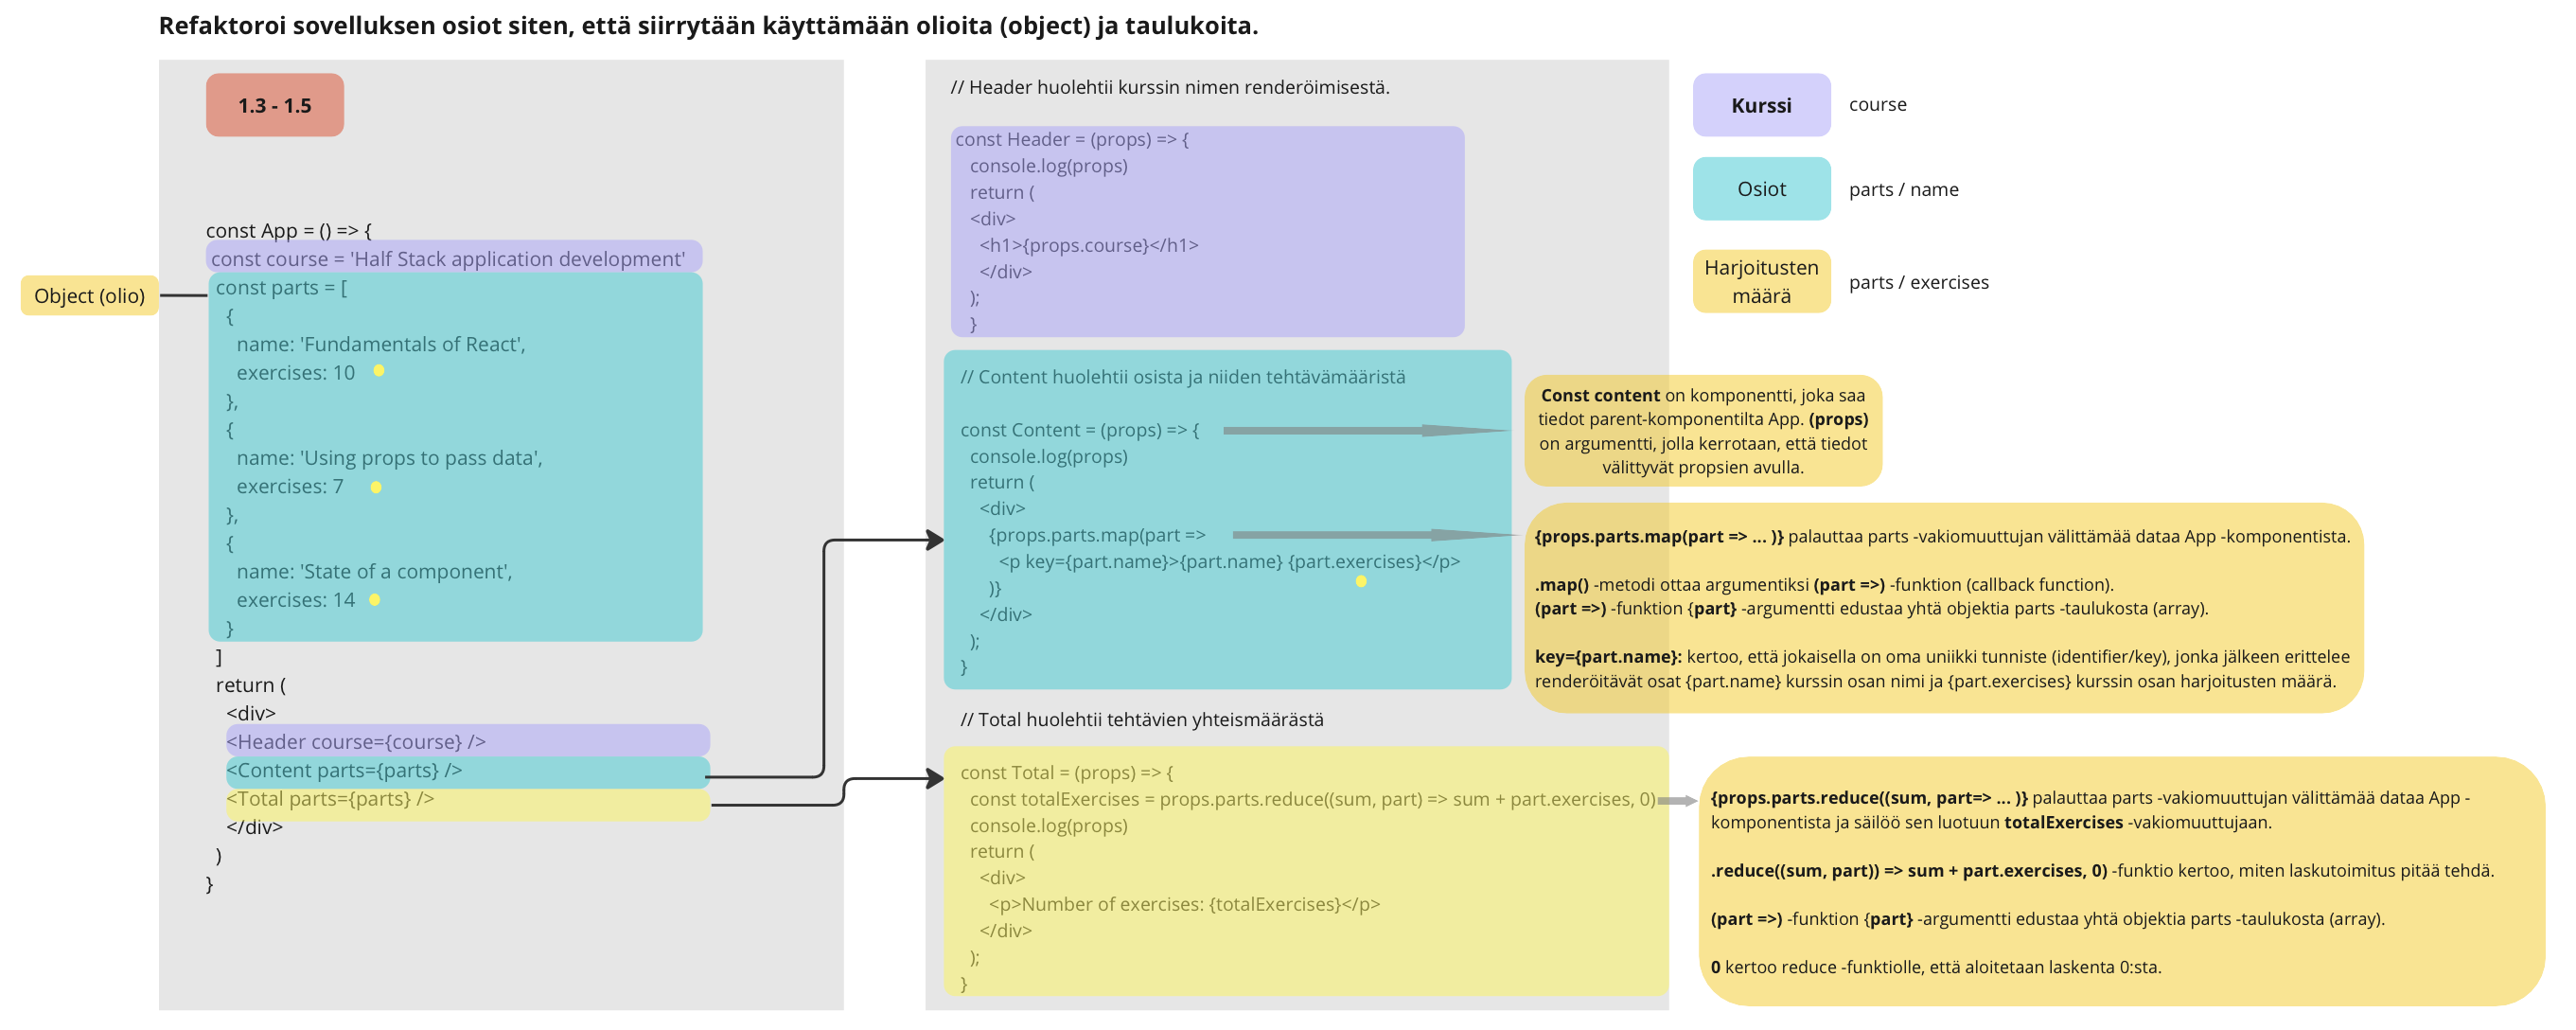 Refaktoroi sovelluksen osiot siten, että siirrytään käyttämään olioita (object) ja taulukoita.
1.3 - 1.5
const App = () => {
const course = 'Half Stack application development'
Object (olio)
const parts = [
{
name: 'Fundamentals of React',
exercises: 10
},
{
name: 'Using props to pass data',
exercises: 7
},
{
name: 'State of a component',
exercises: 14
}
]
return (
<div>
<Header course={course} />
<Content parts={parts} />
<Total parts={parts} />
</div>
)
}
// Header huolehtii kurssin nimen renderöimisestä.
const Header = (props) => {
console.log(props)
return (
<div>
<h1>{props.course}</h1>
</div>
);
}
// Content huolehtii osista ja niiden tehtävämääristä
const Content = (props) => {
console.log(props)
return (
<div>
{props.parts.map(part =>
<p key={part.name}>{part.name} {part.exercises}</p>
)}
</div>
);
}
// Total huolehtii tehtävien yhteismäärästä
const Total = (props) => {
const totalExercises = props.parts.reduce((sum, part) => sum + part.exercises, 0)
console.log(props)
return (
<div>
<p>Number of exercises: {totalExercises}</p>
</div>
);
}
Kurssi
course
Osiot
parts / name
Harjoitusten
määrä
parts / exercises
Const content on komponentti, joka saa
tiedot parent-komponentilta App. (props)
on argumentti, jolla kerrotaan, että tiedot
välittyvät propsien avulla.
{props.parts.map(part => ... )} palauttaa parts -vakiomuuttujan välittämää dataa App -komponentista.
.map() -metodi ottaa argumentiksi (part =>) -funktion (callback function).
(part =>) -funktion {part} -argumentti edustaa yhtä objektia parts -taulukosta (array).
key={part.name}: kertoo, että jokaisella on oma uniikki tunniste (identifier/key), jonka jälkeen erittelee
renderöitävät osat {part.name} kurssin osan nimi ja {part.exercises} kurssin osan harjoitusten määrä.
{props.parts.reduce((sum, part=> ... )} palauttaa parts -vakiomuuttujan välittämää dataa App -
komponentista ja säilöö sen luotuun totalExercises -vakiomuuttujaan.
.reduce((sum, part)) => sum + part.exercises, 0) -funktio kertoo, miten laskutoimitus pitää tehdä.
(part =>) -funktion {part} -argumentti edustaa yhtä objektia parts -taulukosta (array).
0 kertoo reduce -funktiolle, että aloitetaan laskenta 0:sta.